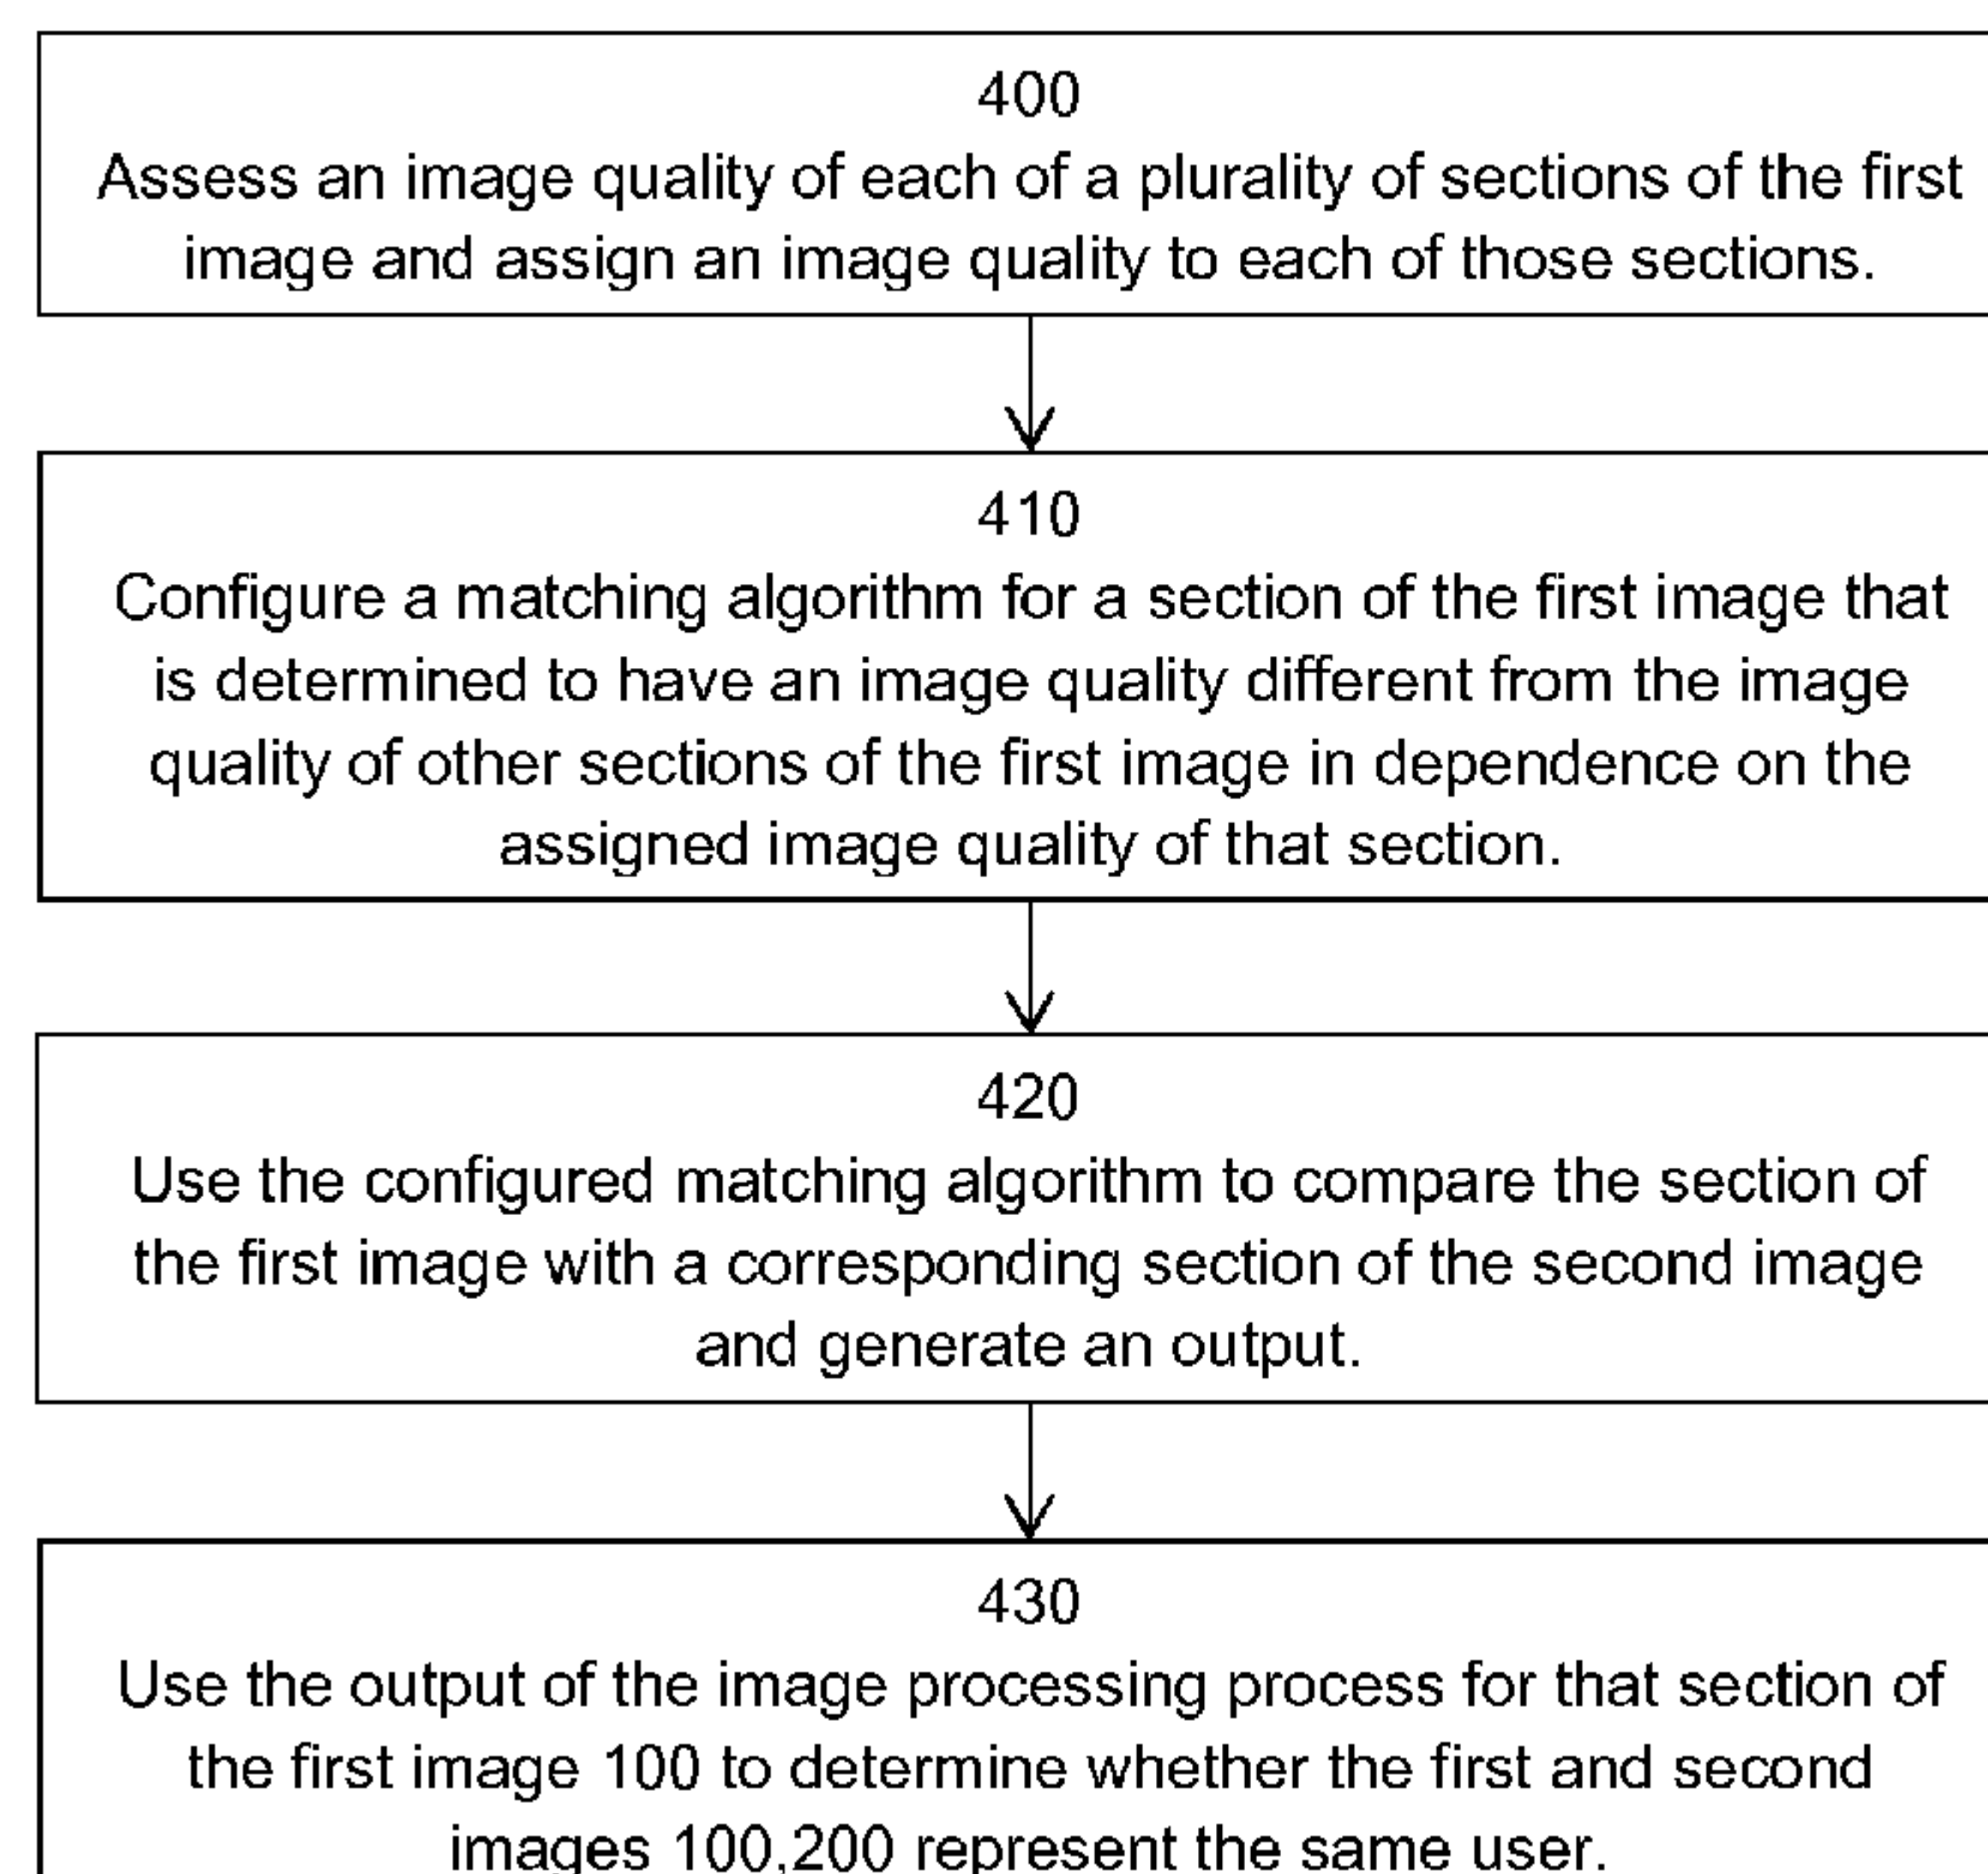 400
Assess an image quality of each of a plurality of sections of the first
image and assign an image quality to each of those sections.
410
Configure a matching algorithm for a section of the first image that
is determined to have an image quality different from the image
quality of other sections of the first image in dependence on the
assigned image quality of that section.
420
Use the configured matching algorithm to compare the section of
the first image with a corresponding section of the second image
and generate an output.
430
Use the output of the image processing process for that section of
the first image 100 to determine whether the first and second
images 100,200 represent the same user.